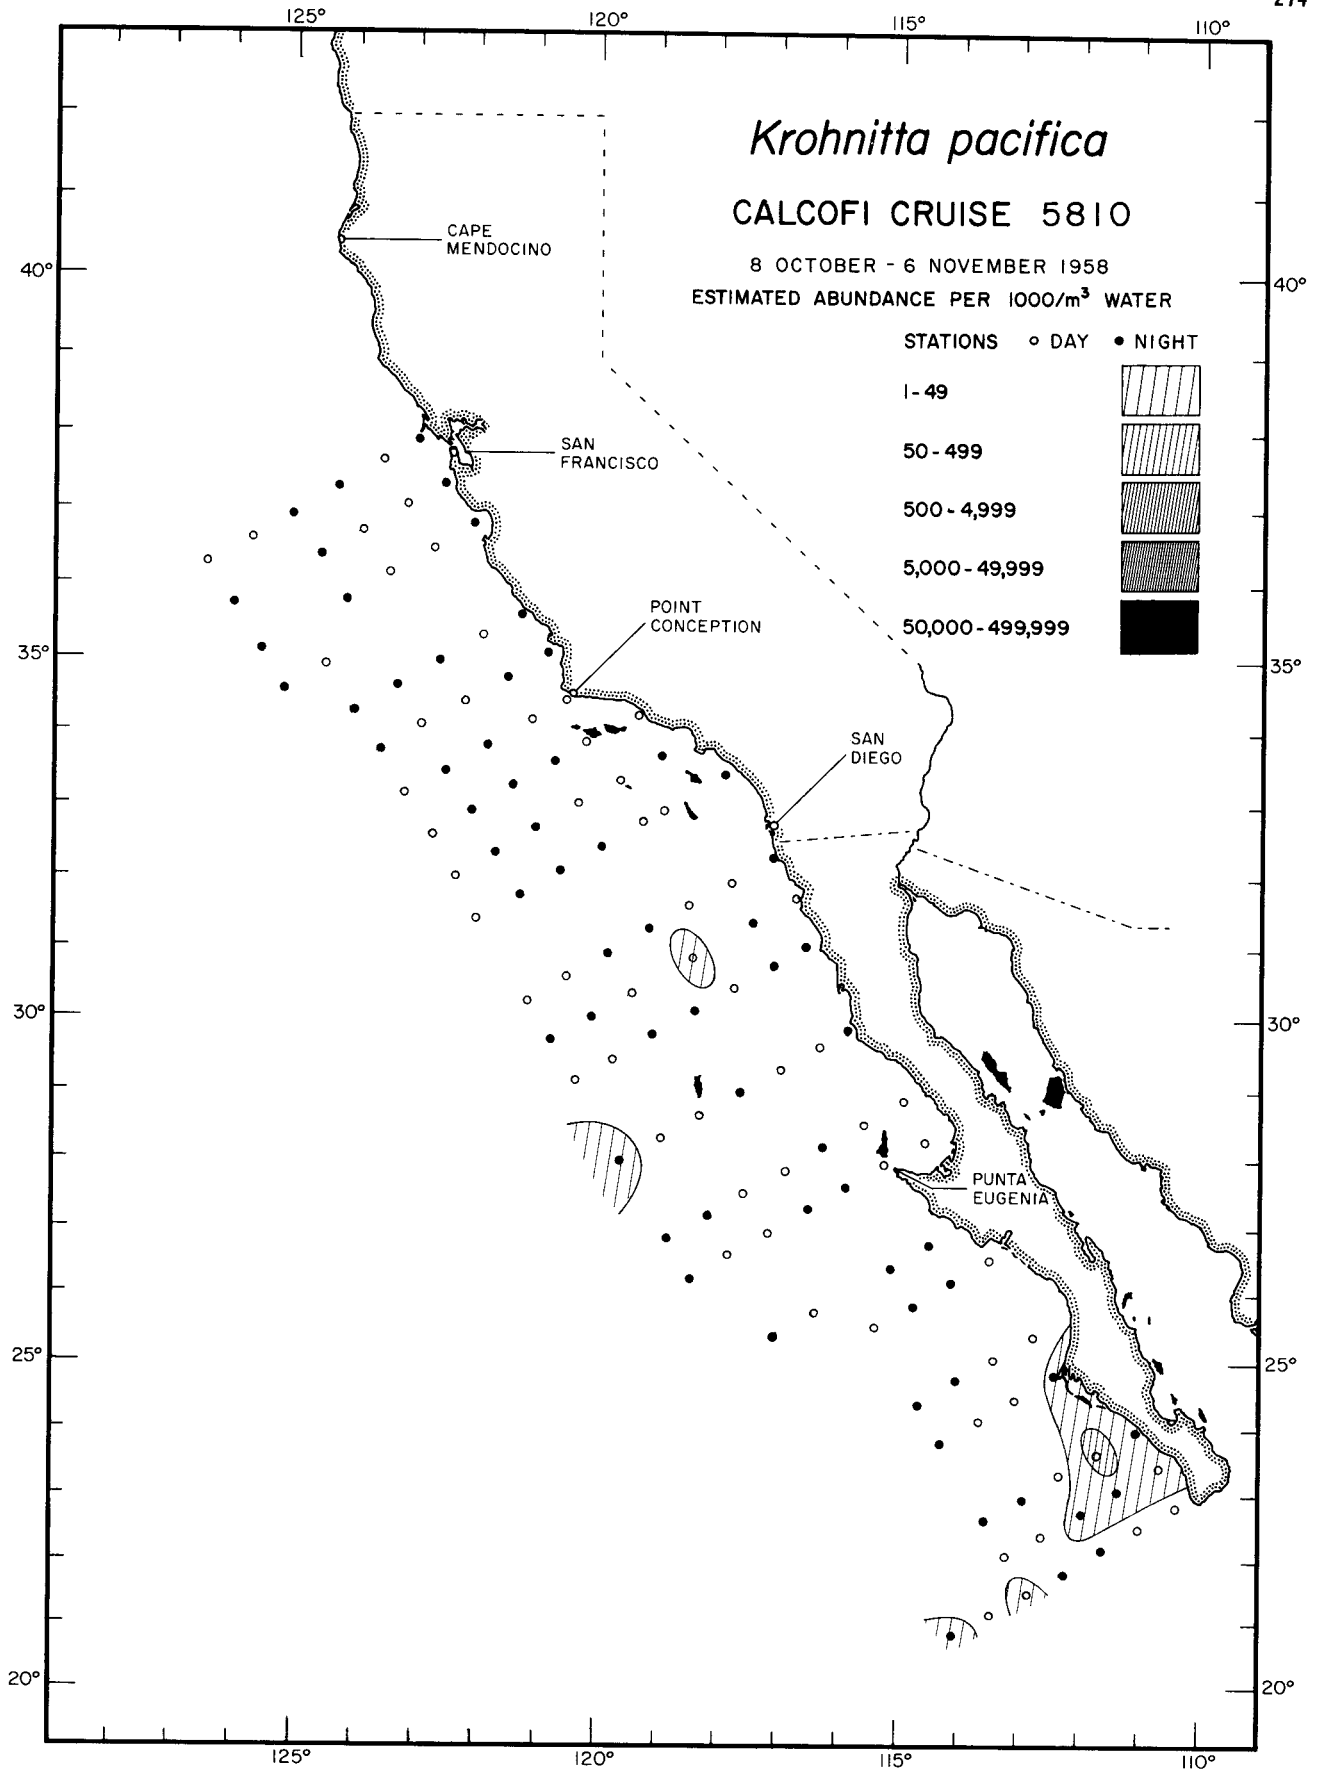 274
125° 120° 115° 110°
Krohnitta pacifica
CALCOFI CRUISE 5810
8 OCTOBER - 6 NOVEMBER 1958
ESTIMATED ABUNDANCE PER 1000/m³ WATER
STATIONS ○ DAY ● NIGHT
1-49
50-499
500-4,999
5,000-49,999
50,000-499,999
CAPE
MENDOCINO
40° 40°
SAN
FRANCISCO
POINT
CONCEPTION
35° 35°
SAN
DIEGO
30° 30°
PUNTA
EUGENIA
25° 25°
20° 20°
125° 120° 115° 110°